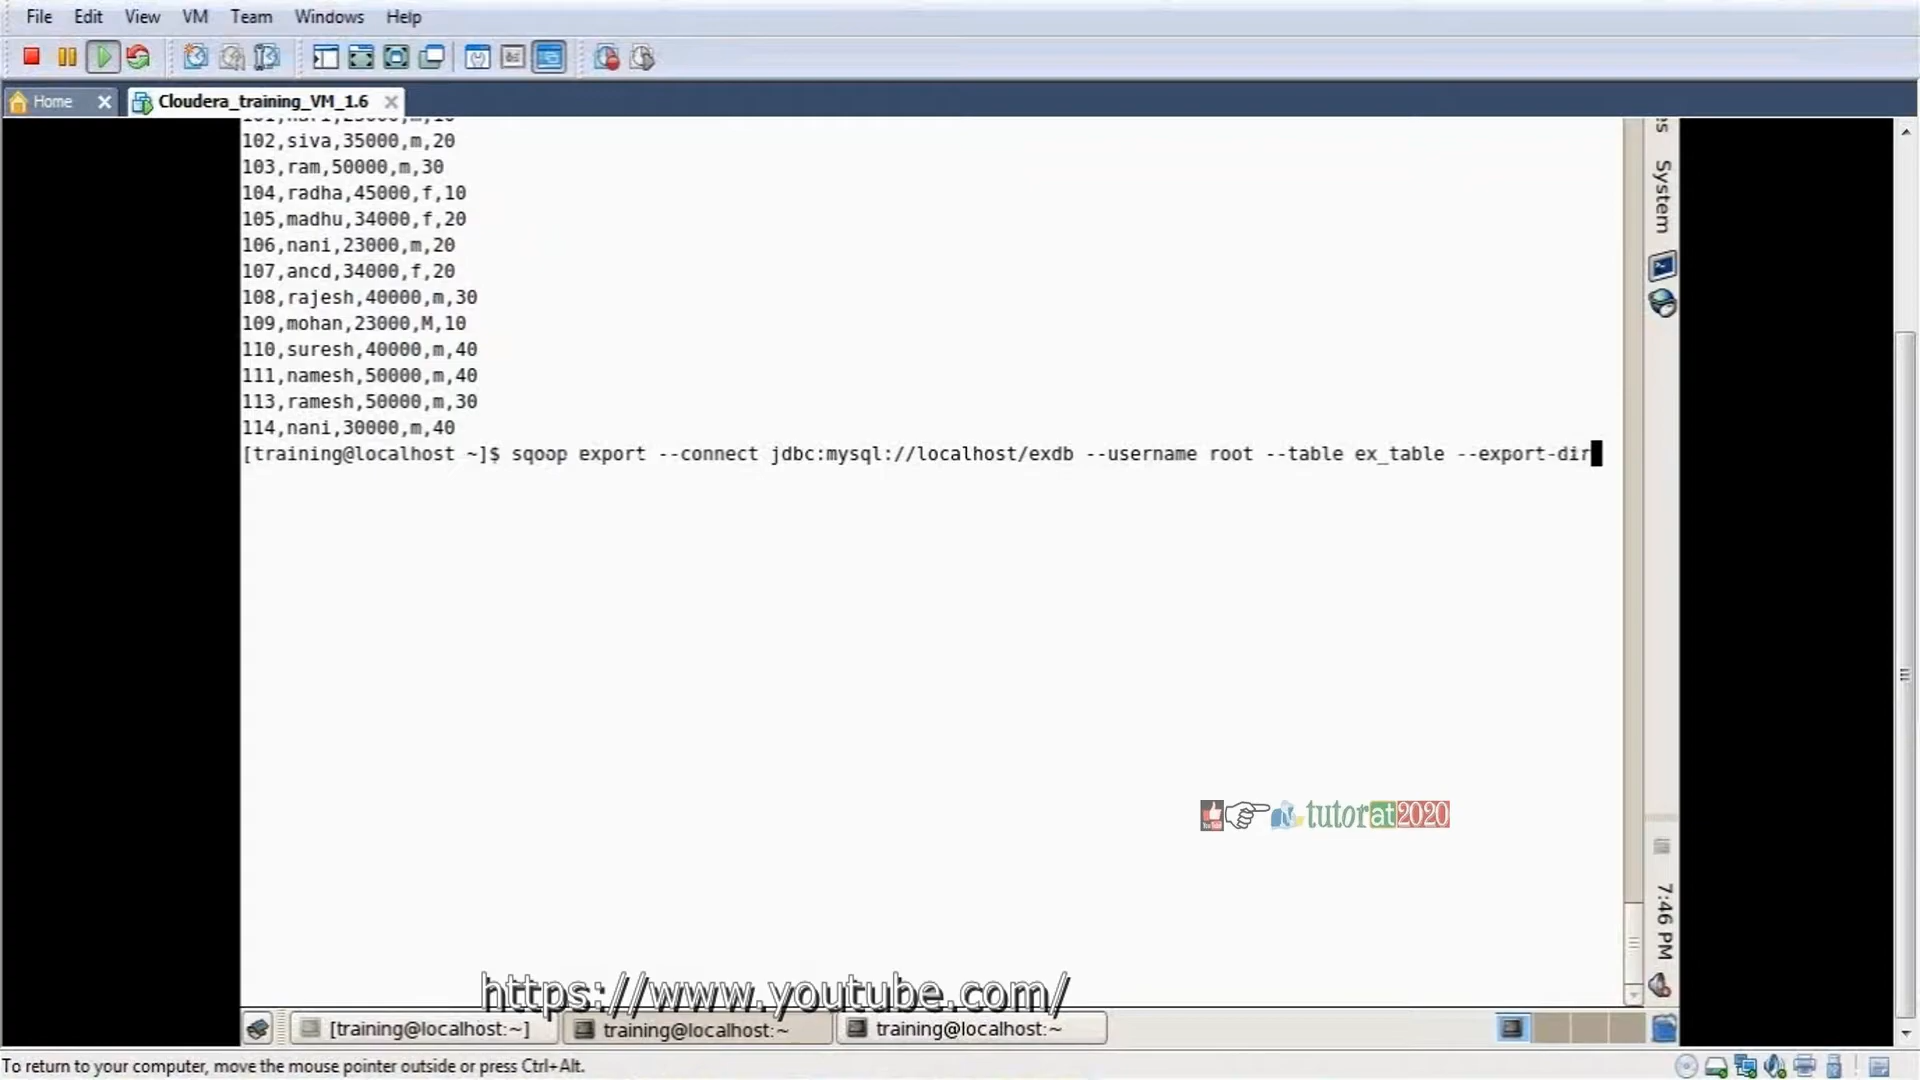 File Edit View VM Team Windows Help
Home
Cloudera_training_VM_1.6
102,siva,35000,m,20
103,ram,50000,m,30
104,radha,45000,f,10
105,madhu,34000,f,20
106,nani,23000,m,20
107,ancd,34000,f,20
108,rajesh,40000,m,30
109,mohan,23000,M,10
110,suresh,40000,m,40
111,namesh,50000,m,40
113,ramesh,50000,m,30
114,nani,30000,m,40
[training@localhost ~]$ sqoop export --connect jdbc:mysql://localhost/exdb --username root --table ex_table --export-dir
System
tutorat2020
7:46 PM
https://www.youtube.com/
[training@localhost:~]
training@localhost:~
training@localhost:~
To return to your computer, move the mouse pointer outside or press Ctrl+Alt.